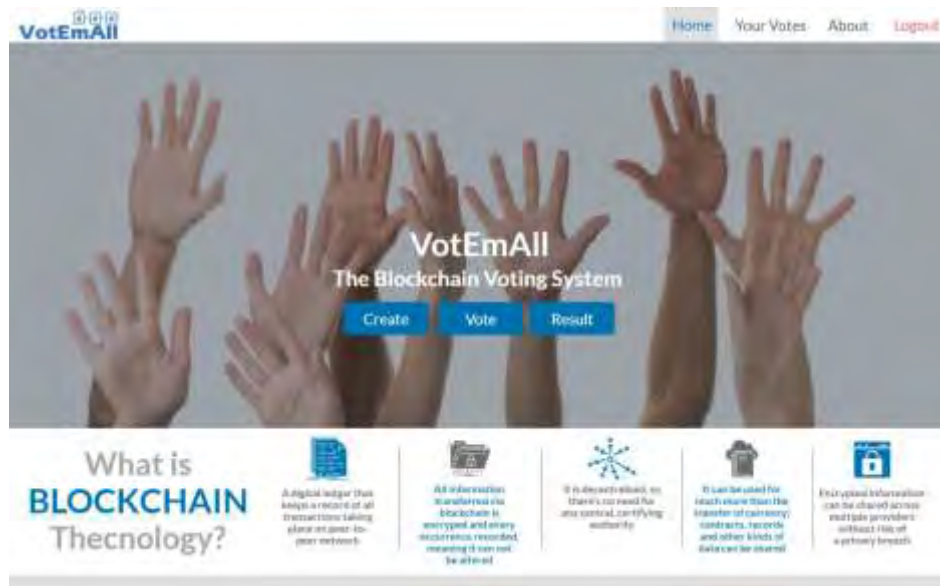 VotEmAll
Home Your Votes About Logout
VotEmAll
The Blockchain Voting System
Create Vote Result
What is
BLOCKCHAIN
Thecnology?
A digital ledger that
keeps a record of all
transactions taking
place on peer-to-
peer network
All information
transferred via
blockchain is
encryped and every
occurrence recorded,
meaning it can not
be altered
It is decentralised, so
there's no need for
any central, certifying
authority
It can be used for
much more than the
transfer of currency;
contracts, records
and other kinds of
data can be shared
Encrypted information
can be shared across
multiple providers
without risk of
a privacy breach